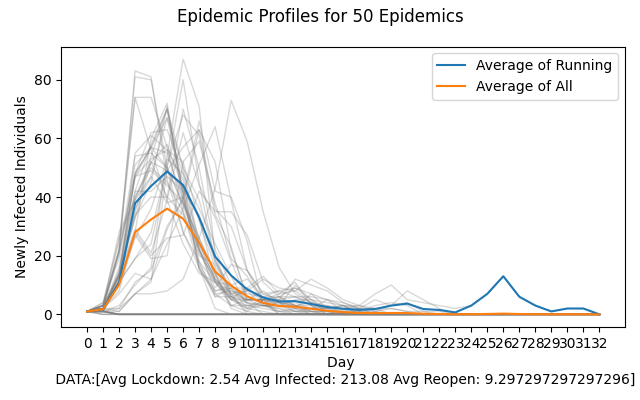 Epidemic Profiles for 50 Epidemics
Newly Infected Individuals
80
60
40
20
0
Average of Running
Average of All
0 1 2 3 4 5 6 7 8 9 10 11 12 13 14 15 16 17 18 19 20 21 22 23 24 25 26 27 28 29 30 31 32
Day
DATA:[Avg Lockdown: 2.54 Avg Infected: 213.08 Avg Reopen: 9.297297297297296]